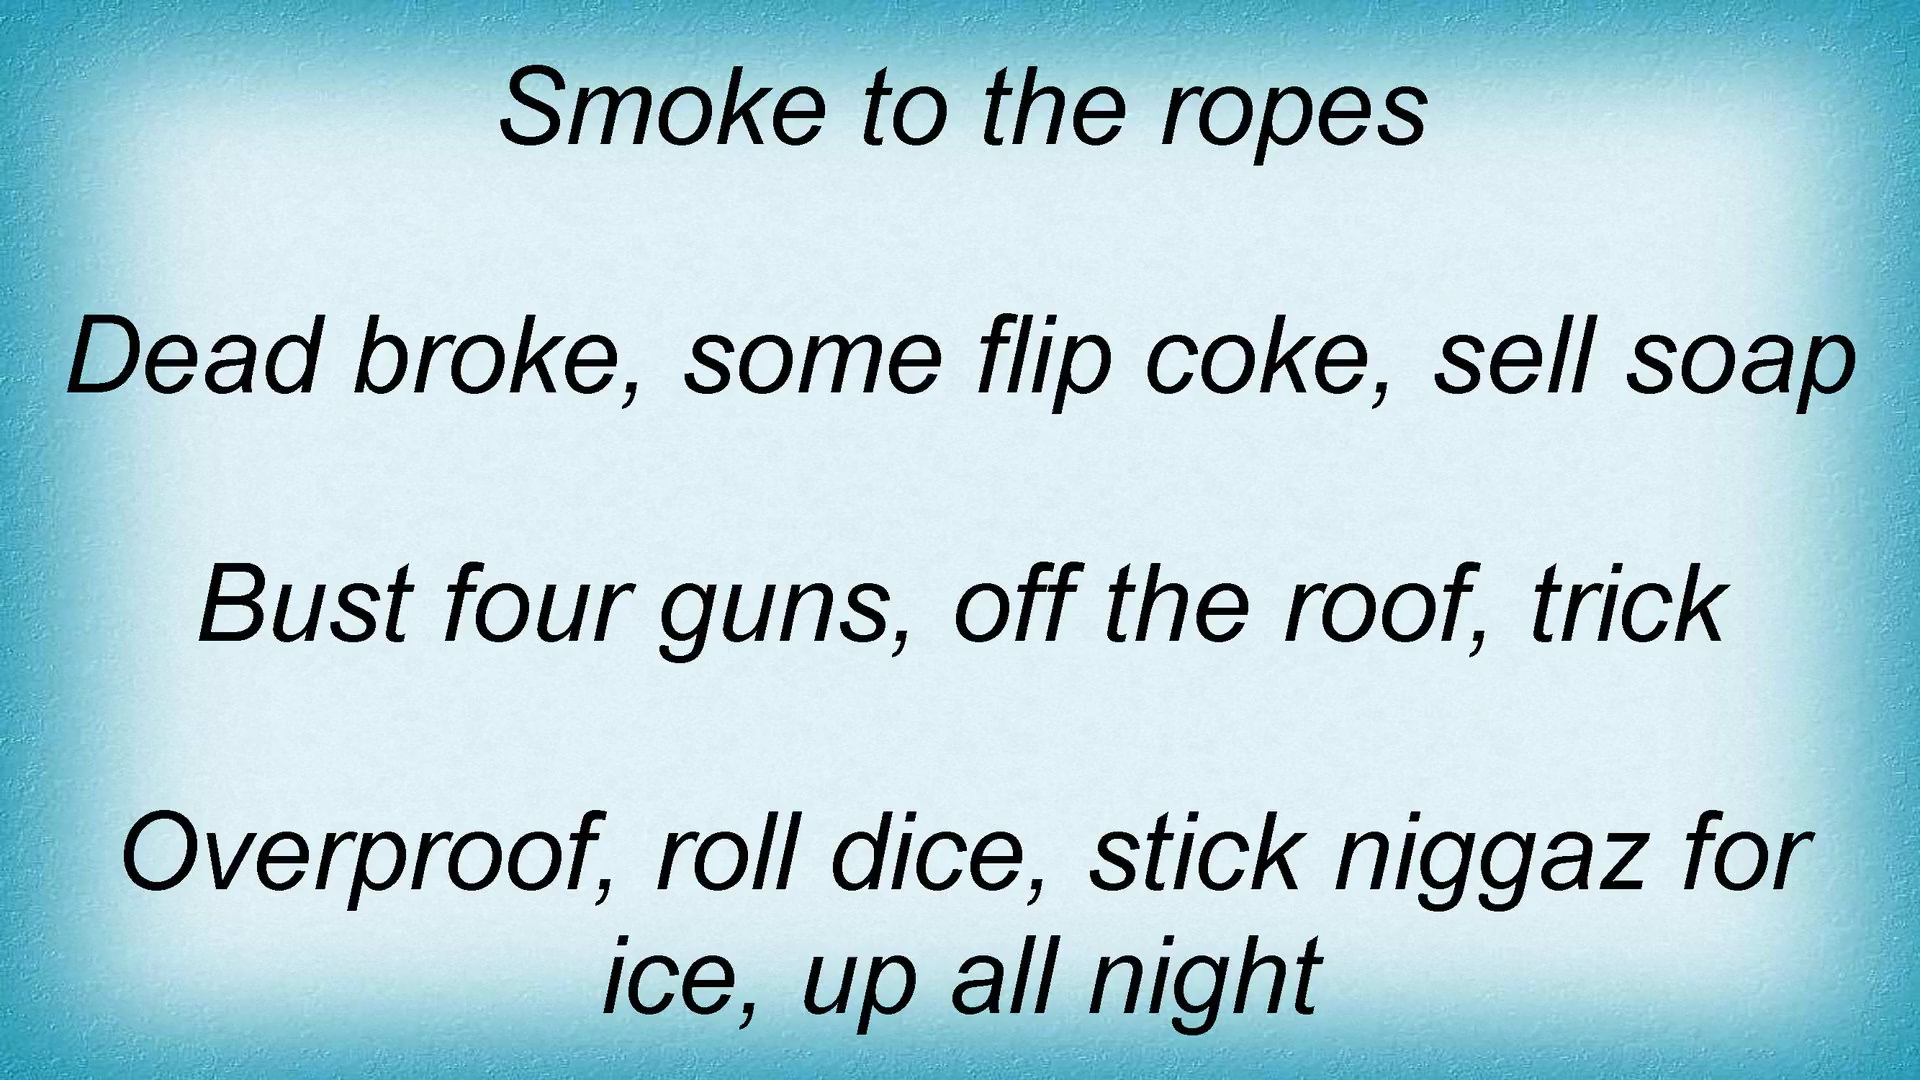 Smoke to the ropes
Dead broke, some flip coke, sell soap
Bust four guns, off the roof, trick
Overproof, roll dice, stick niggaz for
ice, up all night